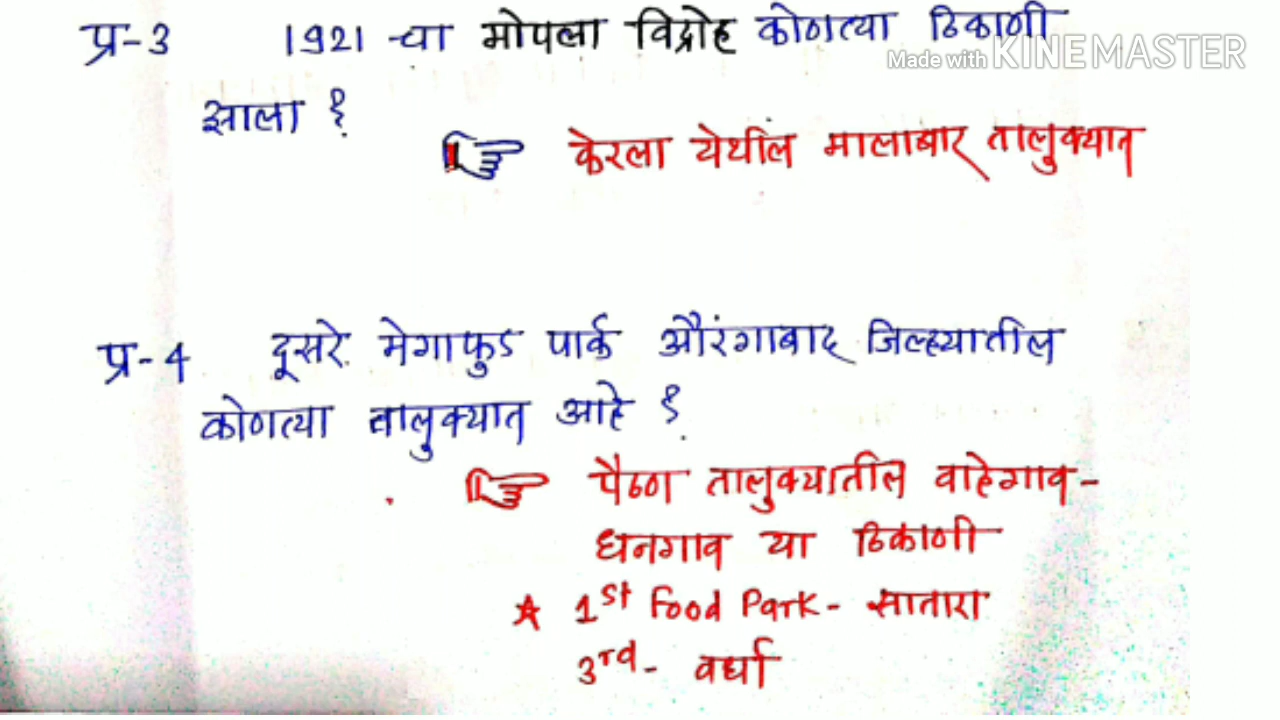 प्र-3 1921 -चा मोपला विद्रोह कोणत्या ठिकाणी
Made with KINEMASTER
झाला ?
केरला येथील मालाबार तालुक्यात
प्र-4 दूसरे मेगाफुड पार्क औरंगाबाद जिल्ह्यातील
कोणत्या तालुक्यात आहे ?
पैठण तालुक्यातील वाहेगाव-
धनगाव या ठिकाणी
★ 1st Food Park - सातारा
3rd - वर्धा